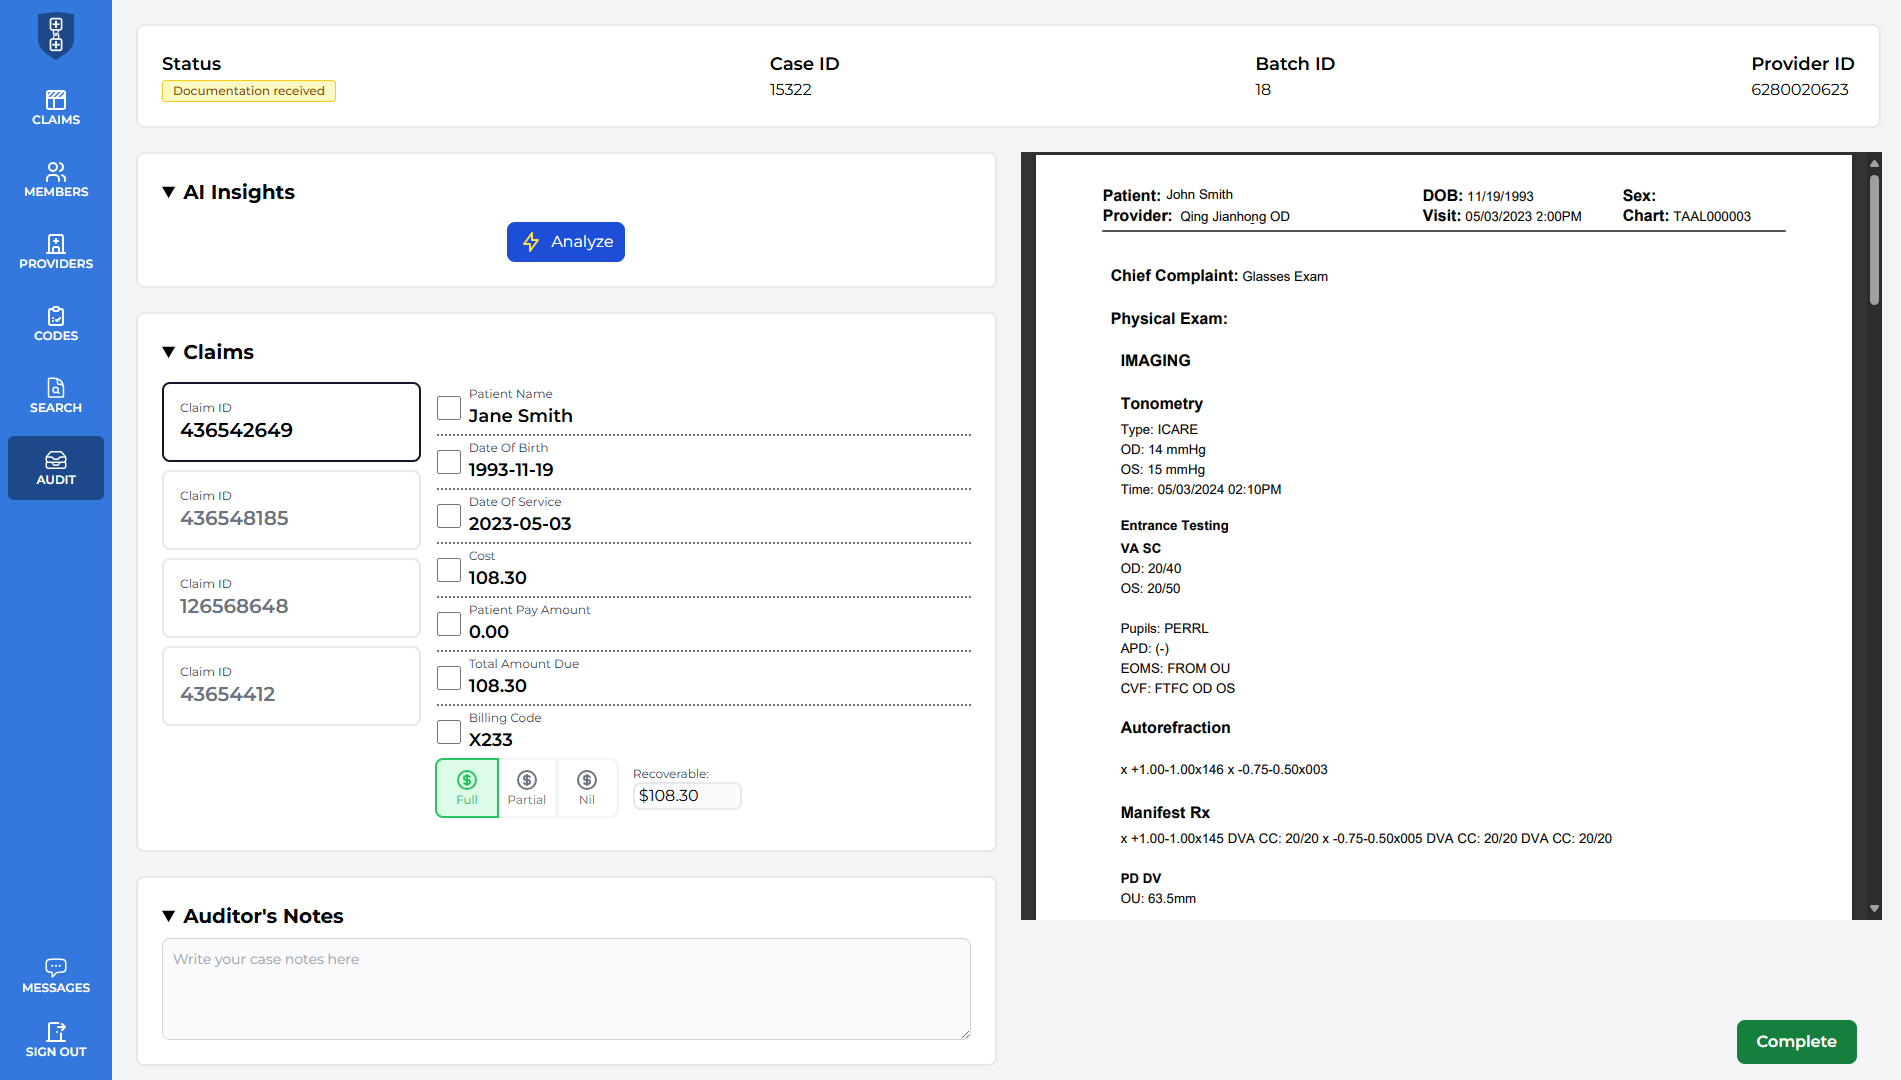 CLAIMS
MEMBERS
PROVIDERS
CODES
SEARCH
AUDIT
MESSAGES
SIGN OUT
Status
Documentation received
Case ID
15322
Batch ID
18
Provider ID
6280020623
AI Insights
Analyze
Claims
Claim ID
436542649
Claim ID
436548185
Claim ID
126568648
Claim ID
43654412
Patient Name
Jane Smith
Date Of Birth
1993-11-19
Date Of Service
2023-05-03
Cost
108.30
Patient Pay Amount
0.00
Total Amount Due
108.30
Billing Code
X233
Full
Partial
Nil
Recoverable:
$108.30
Auditor's Notes
Write your case notes here
Patient: John Smith DOB: 11/19/1993 Sex:
Provider: Qing Jianhong OD Visit: 05/03/2023 2:00PM Chart: TAAL000003
Chief Complaint: Glasses Exam
Physical Exam:
IMAGING
Tonometry
Type: ICARE
OD: 14 mmHg
OS: 15 mmHg
Time: 05/03/2024 02:10PM
Entrance Testing
VA SC
OD: 20/40
OS: 20/50
Pupils: PERRL
APD: (-)
EOMS: FROM OU
CVF: FTFC OD OS
Autorefraction
x +1.00-1.00x146 x -0.75-0.50x003
Manifest Rx
x +1.00-1.00x145 DVA CC: 20/20 x -0.75-0.50x005 DVA CC: 20/20 DVA CC: 20/20
PD DV
OU: 63.5mm
Complete